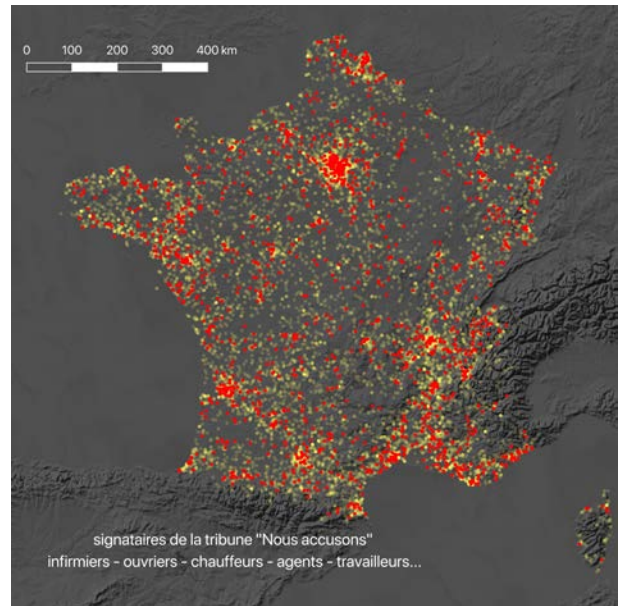 0 100 200 300 400 km
signataires de la tribune "Nous accusons"
infirmiers - ouvriers - chauffeurs - agents - travailleurs...